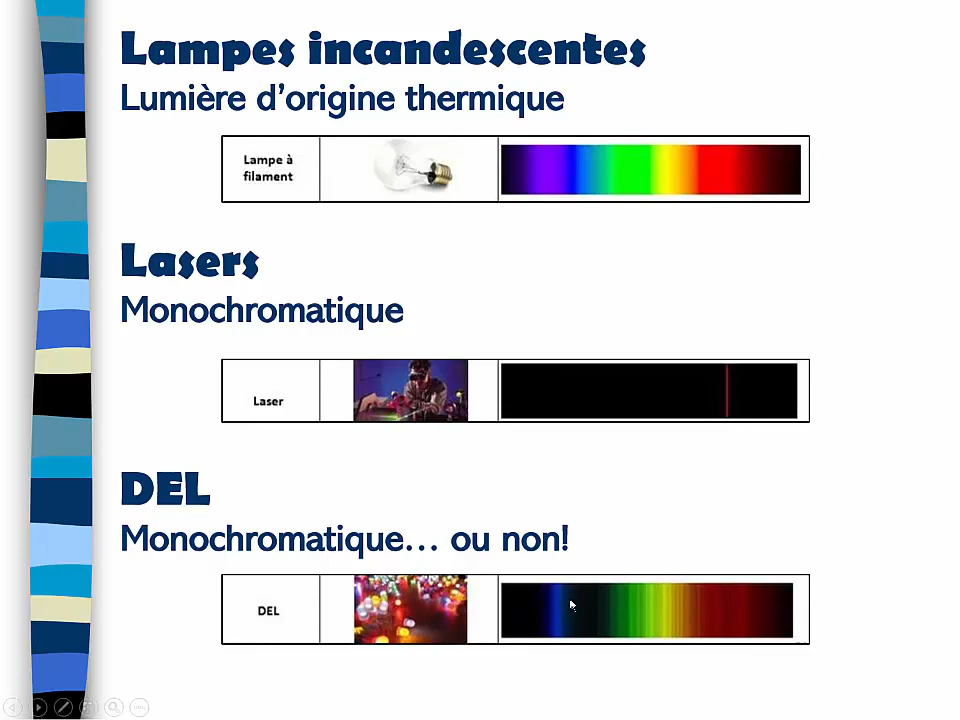 Lampes incandescentes
Lumière d’origine thermique
Lampe à
filament
Lasers
Monochromatique
Laser
DEL
Monochromatique… ou non!
DEL